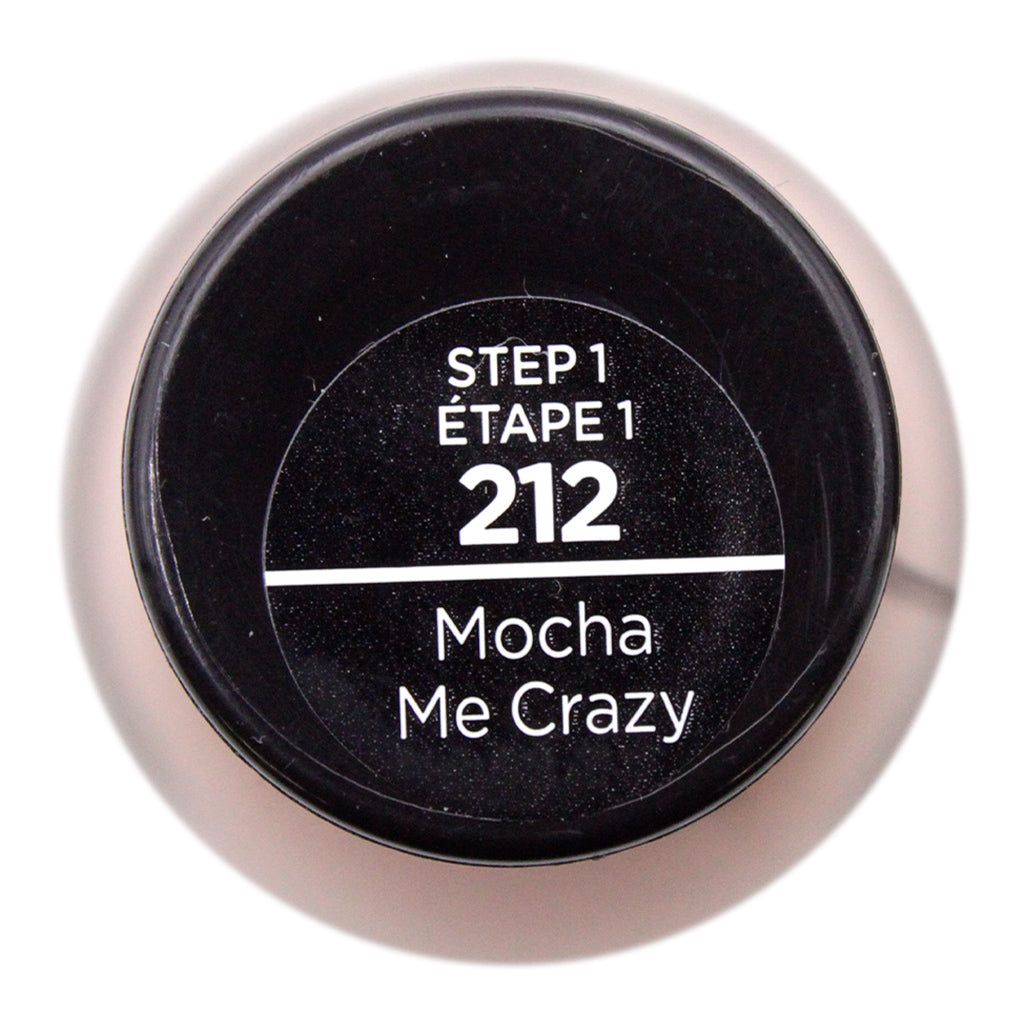 STEP 1
ÉTAPE 1
212
Mocha
Me Crazy